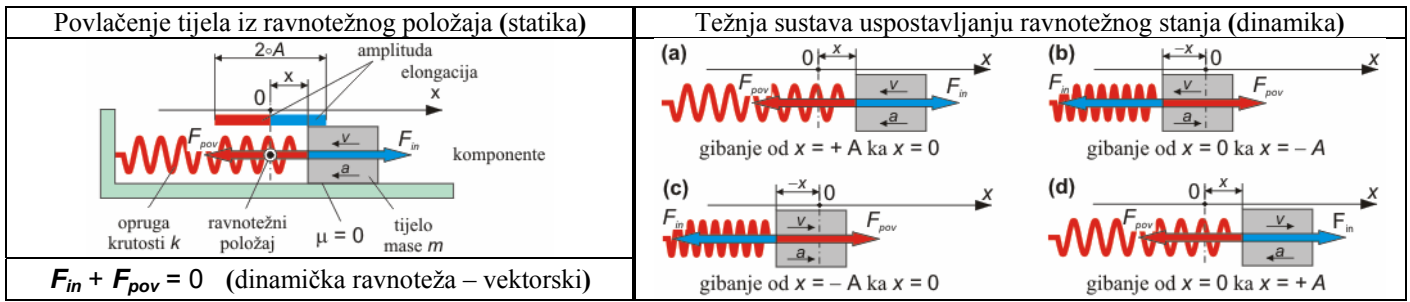 Povlačenje tijela iz ravnotežnog položaja (statika)
2∘A
amplituda
elongacija
x
0
x
F_pov
v
F_in
a
komponente
opruga
krutosti k
ravnotežni
položaj
μ = 0
tijelo
mase m
F_in + F_pov = 0 (dinamička ravnoteža – vektorski)
Težnja sustava uspostavljanju ravnotežnog stanja (dinamika)
(a)
0
x
x
F_pov
v
F_in
a
gibanje od x = + A ka x = 0
(b)
–x
0
x
F_in
v
F_pov
a
gibanje od x = 0 ka x = – A
(c)
–x
0
x
F_in
v
F_pov
a
gibanje od x = – A ka x = 0
(d)
0
x
x
F_pov
v
F_in
a
gibanje od x = 0 ka x = + A